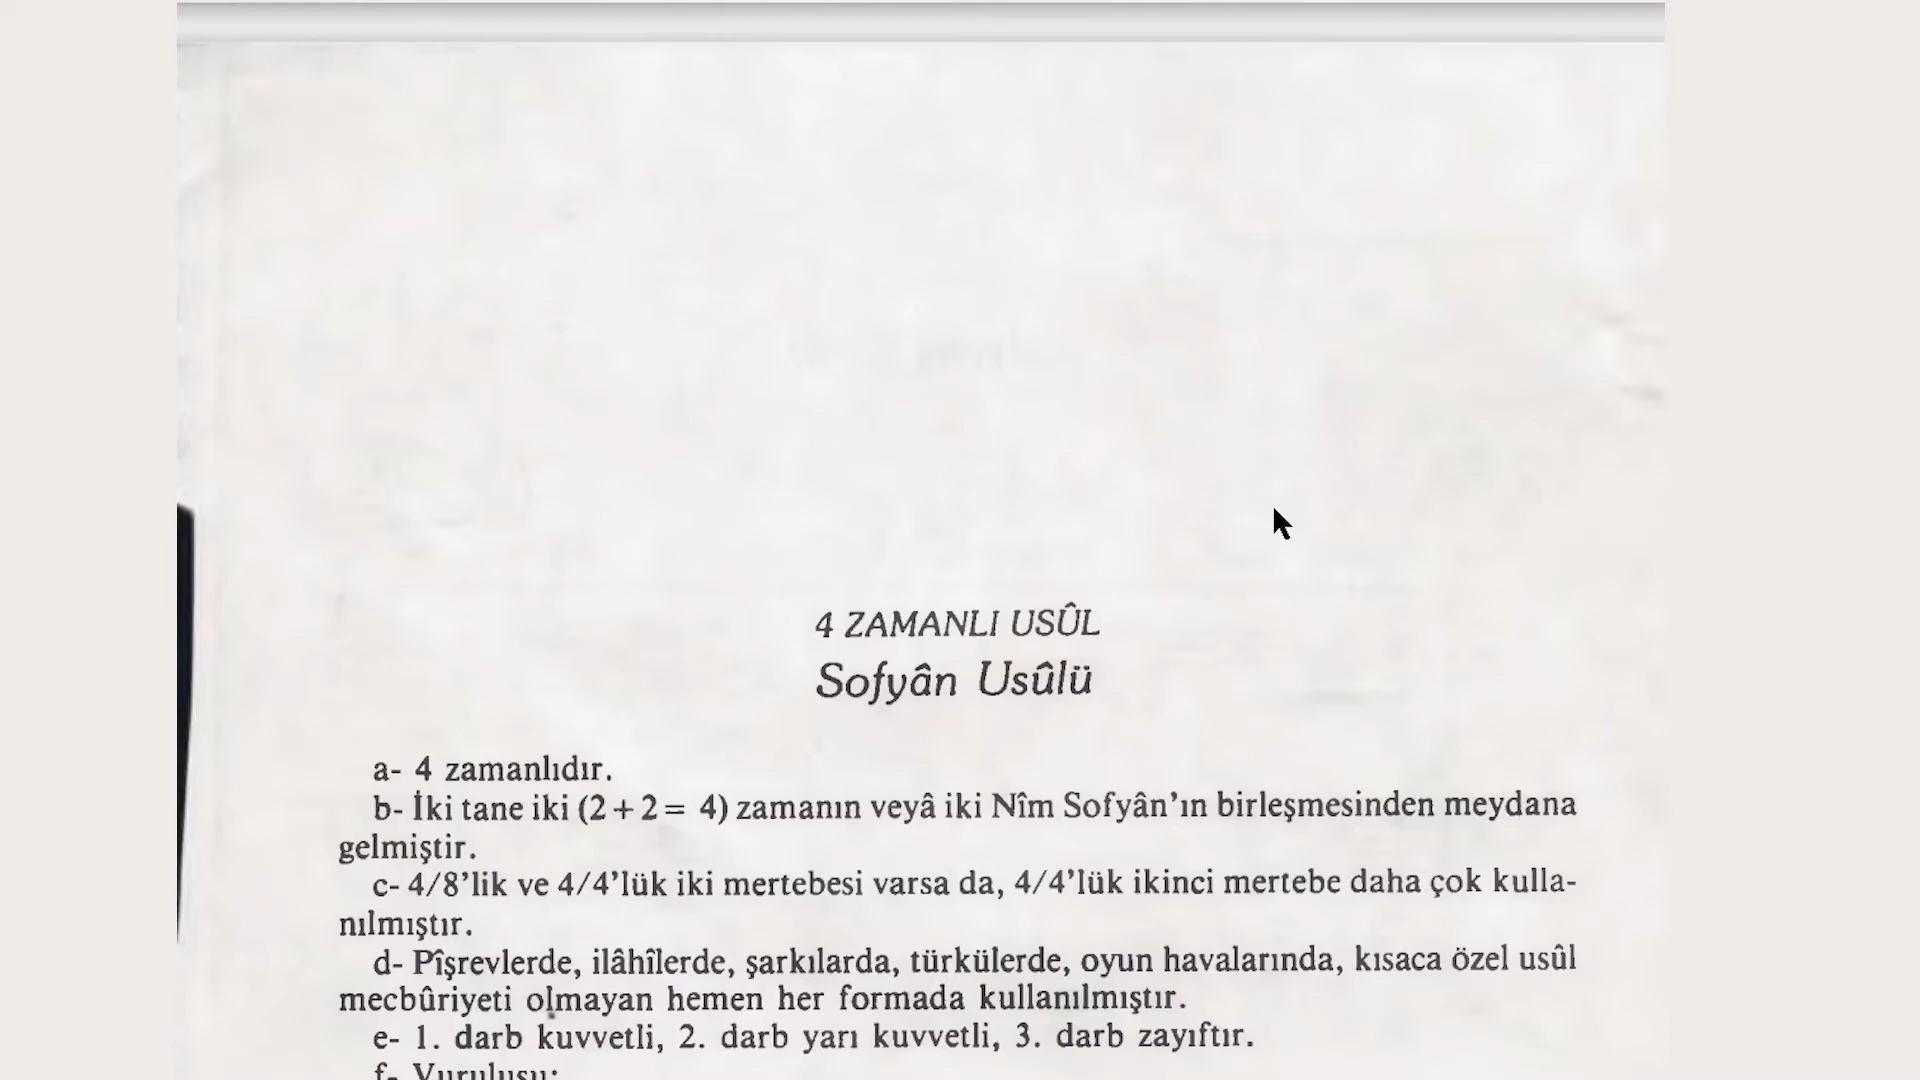 4 ZAMANLI USÛL
Sofyân Usûlü
a- 4 zamanlıdır.
b- İki tane iki (2+2= 4) zamanın veyâ iki Nîm Sofyân’ın birleşmesinden meydana
gelmiştir.
c- 4/8’lik ve 4/4’lük iki mertebesi varsa da, 4/4’lük ikinci mertebe daha çok kulla-
nılmıştır.
d- Pîşrevlerde, ilâhîlerde, şarkılarda, türkülerde, oyun havalarında, kısaca özel usûl
mecbûriyeti olmayan hemen her formada kullanılmıştır.
e- 1. darb kuvvetli, 2. darb yarı kuvvetli, 3. darb zayıftır.
f- Vuruluşu: